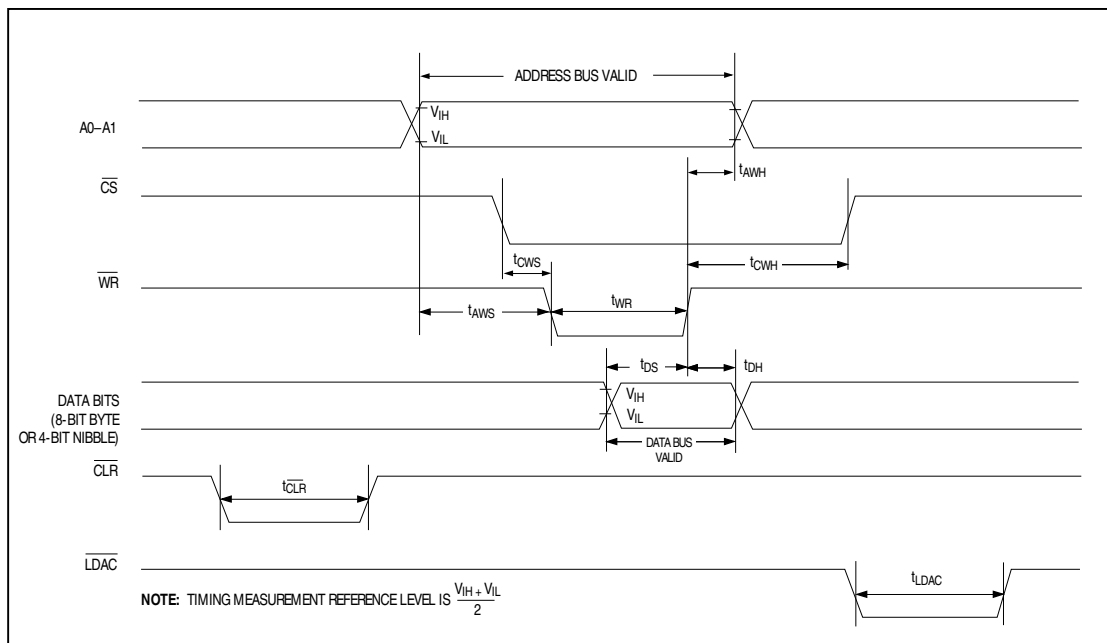 ADDRESS BUS VALID
A0–A1
VIH
VIL
tAWH
CS
tCWS
tCWH
WR
tWR
tAWS
tDS
tDH
DATA BITS
(8-BIT BYTE
OR 4-BIT NIBBLE)
VIH
VIL
DATA BUS
VALID
CLR
tCLR
LDAC
tLDAC
NOTE: TIMING MEASUREMENT REFERENCE LEVEL IS VIH + VIL
2